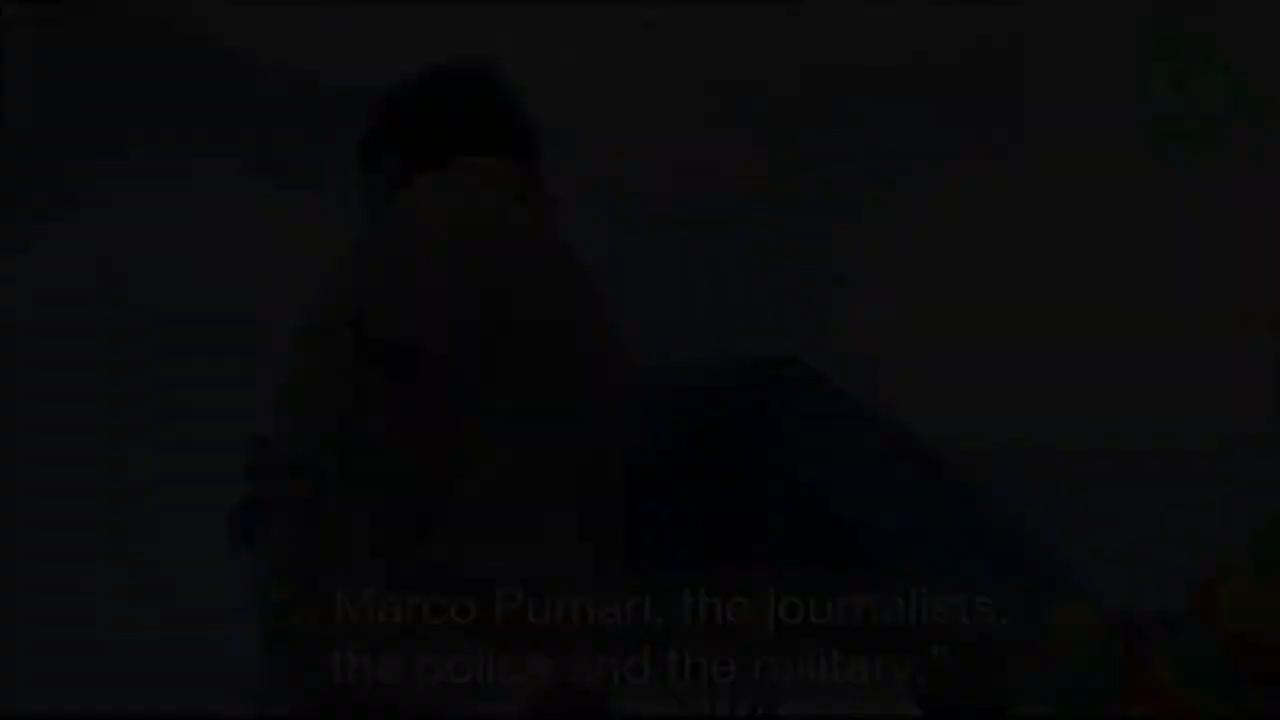 "... Marco Pumari, the journalists,
the police and the military."